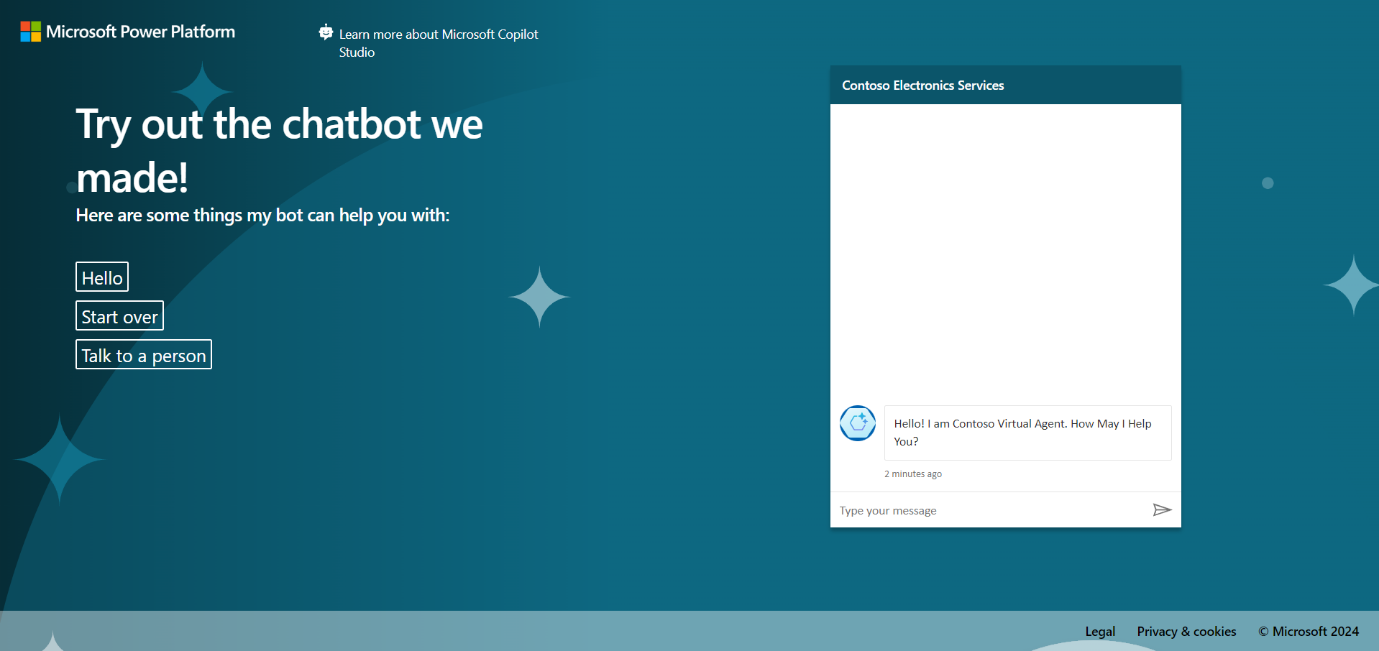 Microsoft Power Platform
Learn more about Microsoft Copilot
Studio
Try out the chatbot we
made!
Here are some things my bot can help you with:
Hello
Start over
Talk to a person
Contoso Electronics Services
Hello! I am Contoso Virtual Agent. How May I Help
You?
2 minutes ago
Type your message
Legal Privacy & cookies © Microsoft 2024